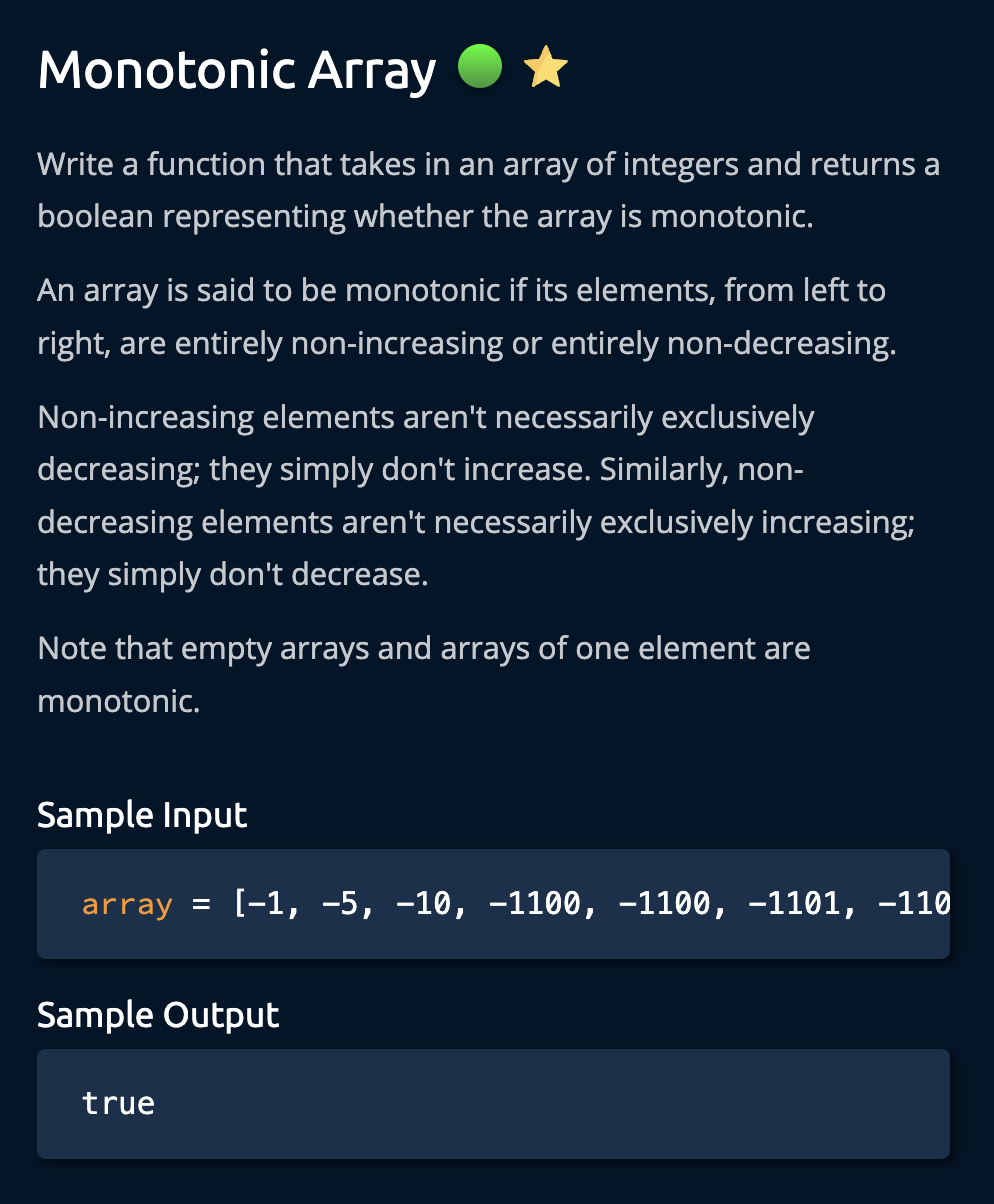 Monotonic Array
Write a function that takes in an array of integers and returns a
boolean representing whether the array is monotonic.
An array is said to be monotonic if its elements, from left to
right, are entirely non-increasing or entirely non-decreasing.
Non-increasing elements aren't necessarily exclusively
decreasing; they simply don't increase. Similarly, non-
decreasing elements aren't necessarily exclusively increasing;
they simply don't decrease.
Note that empty arrays and arrays of one element are
monotonic.
Sample Input
array = [-1, -5, -10, -1100, -1100, -1101, -110
Sample Output
true